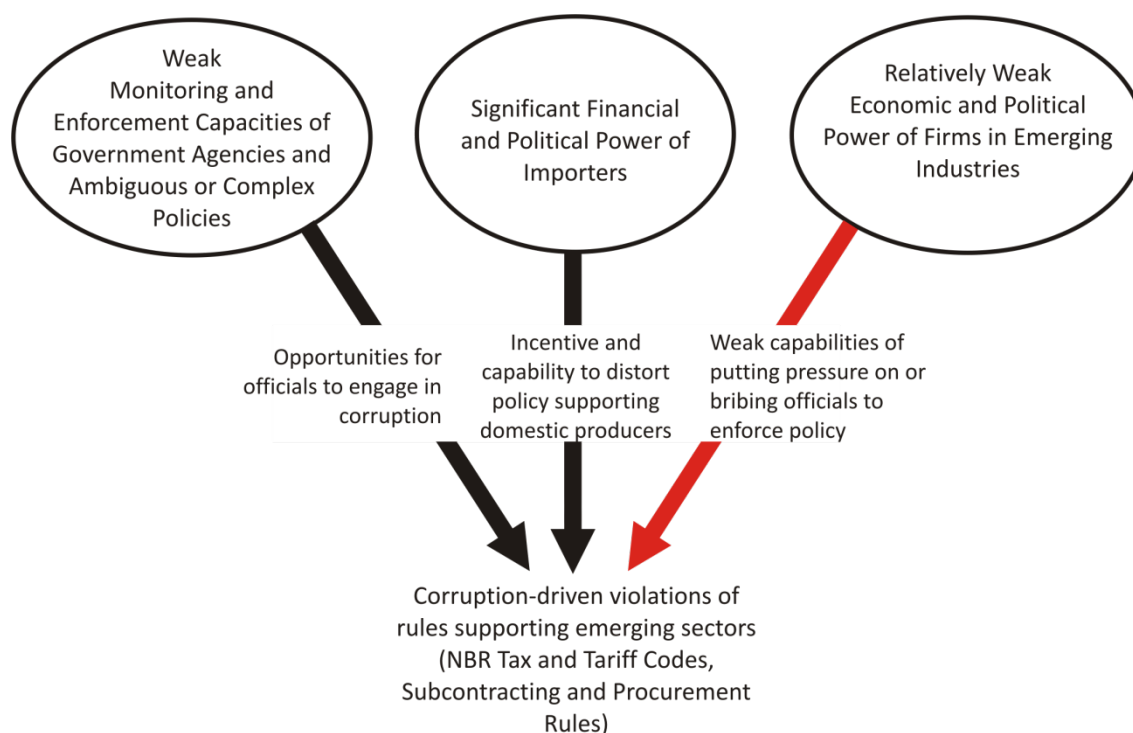 Weak
Monitoring and
Enforcement Capacities of
Government Agencies and
Ambiguous or Complex
Policies
Significant Financial
and Political Power of
Importers
Relatively Weak
Economic and Political
Power of Firms in Emerging
Industries
Opportunities for
officials to engage in
corruption
Incentive and
capability to distort
policy supporting
domestic producers
Weak capabilities of
putting pressure on or
bribing officials to
enforce policy
Corruption-driven violations of
rules supporting emerging sectors
(NBR Tax and Tariff Codes,
Subcontracting and Procurement
Rules)